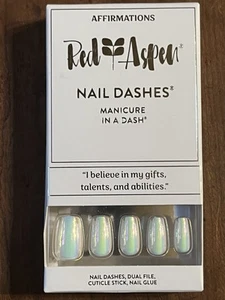 AFFIRMATIONS
Red Aspen®
NAIL DASHES®
MANICURE
IN A DASH®
"I believe in my gifts,
talents, and abilities."
NAIL DASHES, DUAL FILE,
CUTICLE STICK, NAIL GLUE